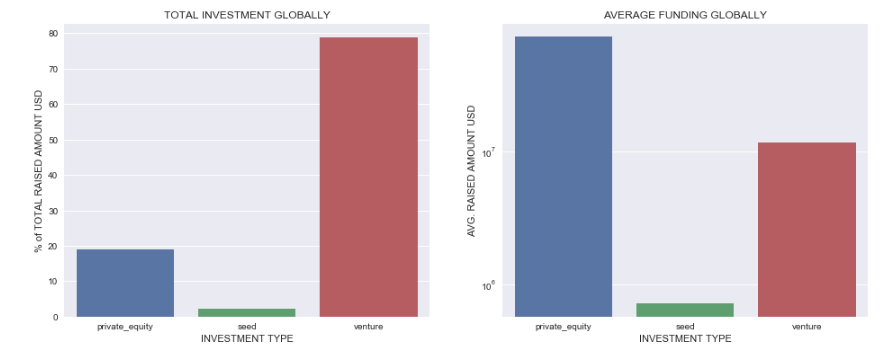 TOTAL INVESTMENT GLOBALLY
% of TOTAL RAISED AMOUNT USD
80
70
60
50
40
30
20
10
0
private_equity
seed
venture
INVESTMENT TYPE
AVERAGE FUNDING GLOBALLY
AVG. RAISED AMOUNT USD
10^7
10^6
private_equity
seed
venture
INVESTMENT TYPE